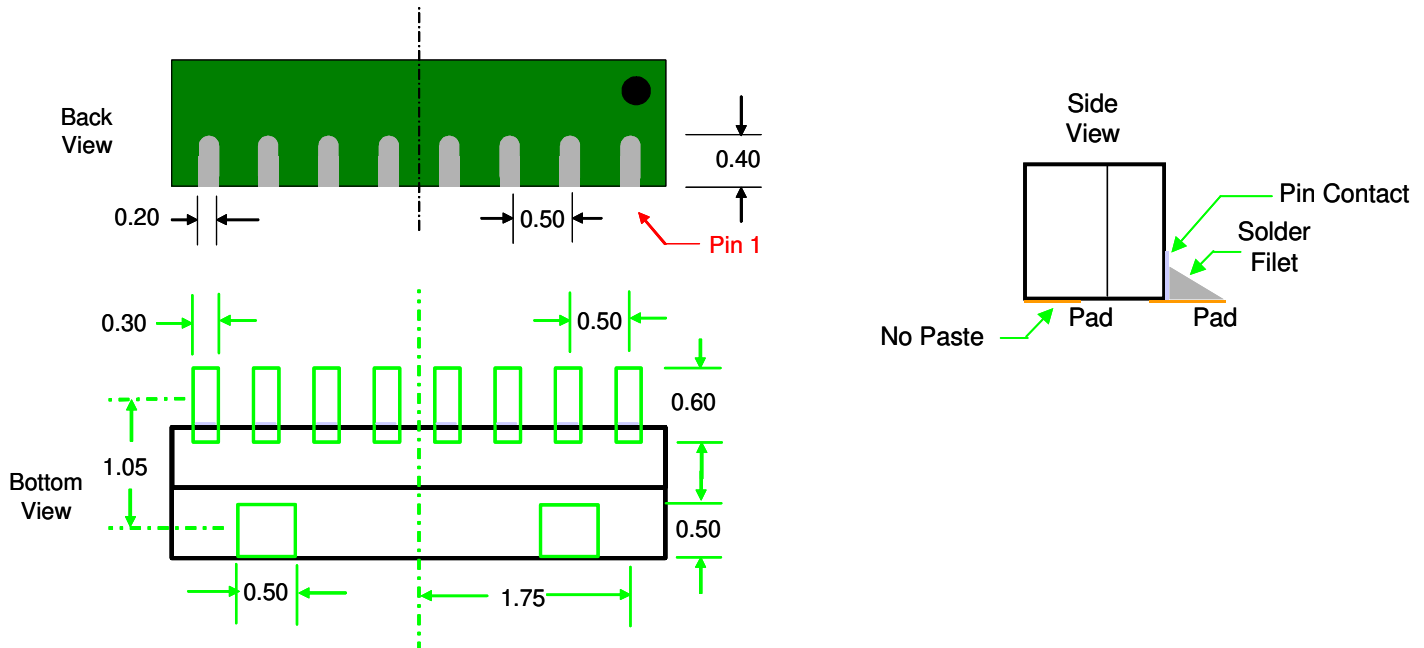 Back
View
0.20
0.50
0.40
Pin 1
0.30
0.50
0.60
1.05
Bottom
View
0.50
0.50
1.75
Side
View
Pin Contact
Solder
Filet
No Paste
Pad
Pad